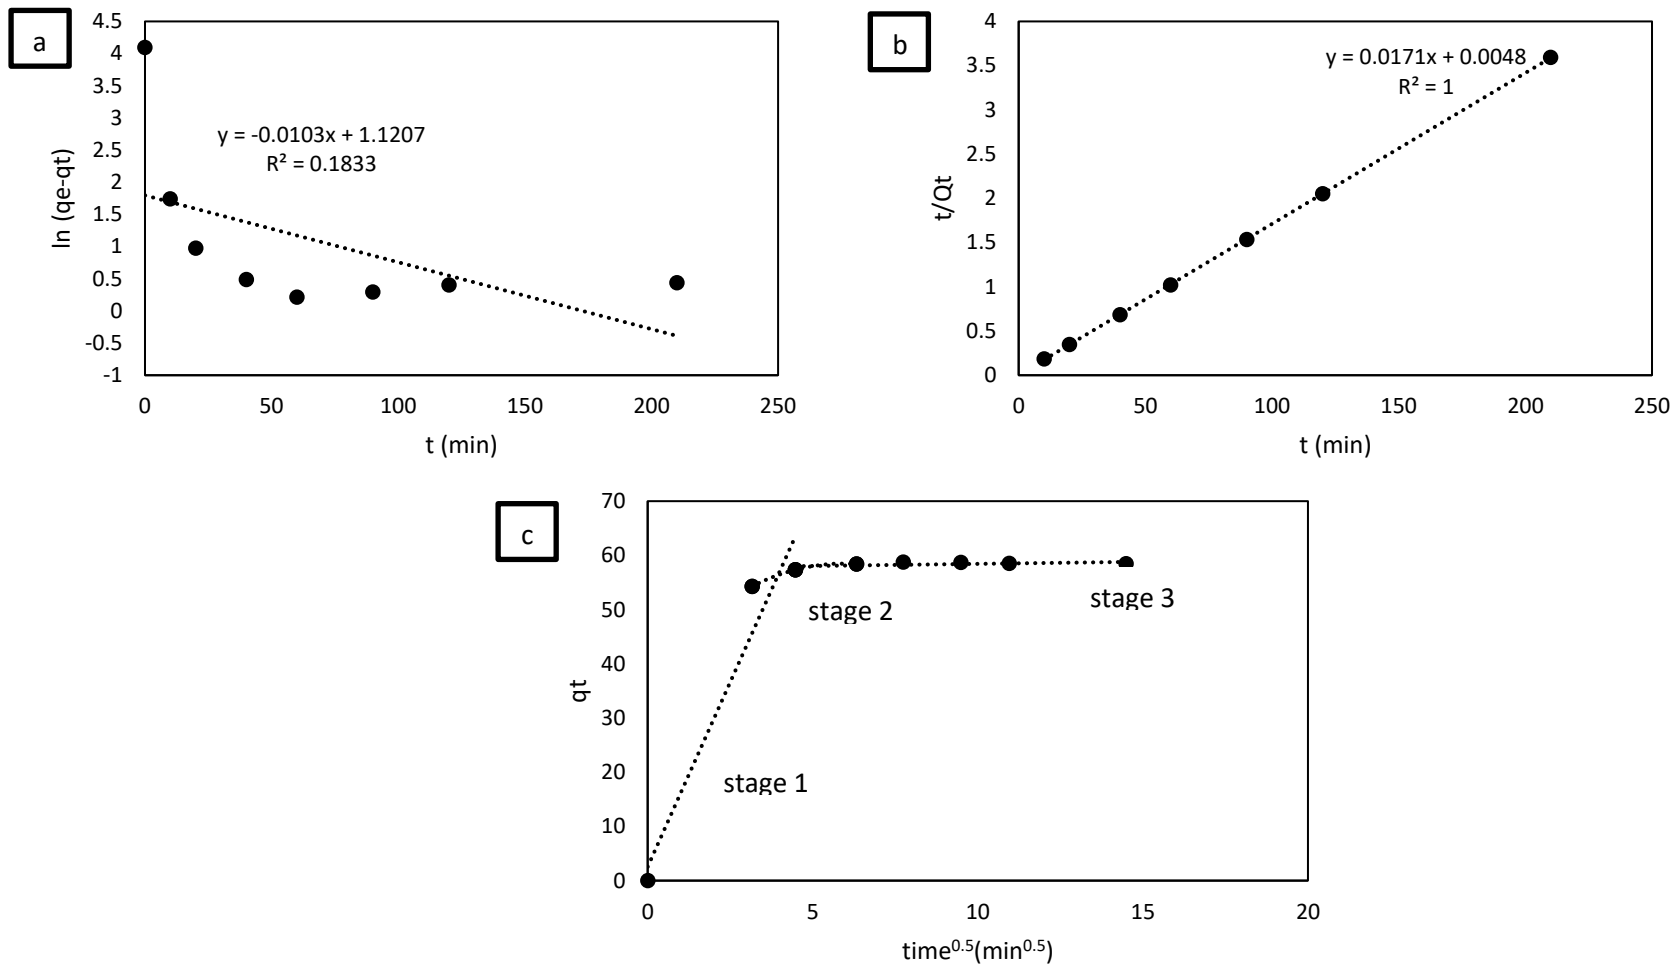 a
4.5
4
3.5
3
2.5
2
1.5
1
0.5
0
-0.5
-1
ln (qe-qt)
y = -0.0103x + 1.1207
R² = 0.1833
0 50 100 150 200 250
t (min)
b
4
3.5
3
2.5
2
1.5
1
0.5
0
t/Qt
y = 0.0171x + 0.0048
R² = 1
0 50 100 150 200 250
t (min)
c
70
60
50
40
30
20
10
0
qt
stage 1
stage 2
stage 3
0 5 10 15 20
time⁰·⁵(min⁰·⁵)